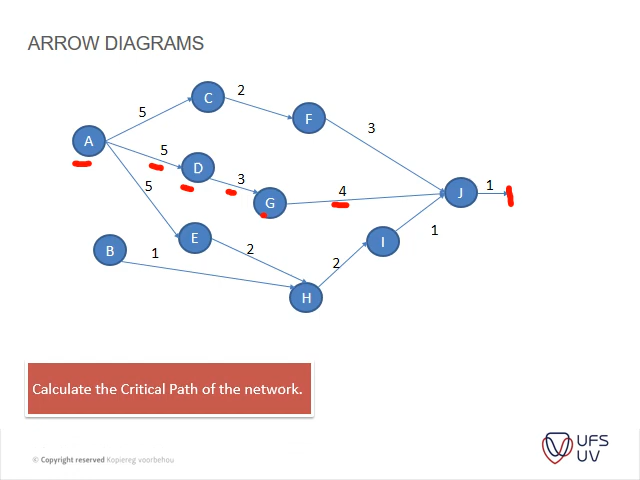 ARROW DIAGRAMS
C
2
5
F
3
A
5
D
3
5
4
J
1
G
E
2
I
1
B
1
2
H
Calculate the Critical Path of the network.
© Copyright reserved Kopiereg voorbehou
UFS
UV